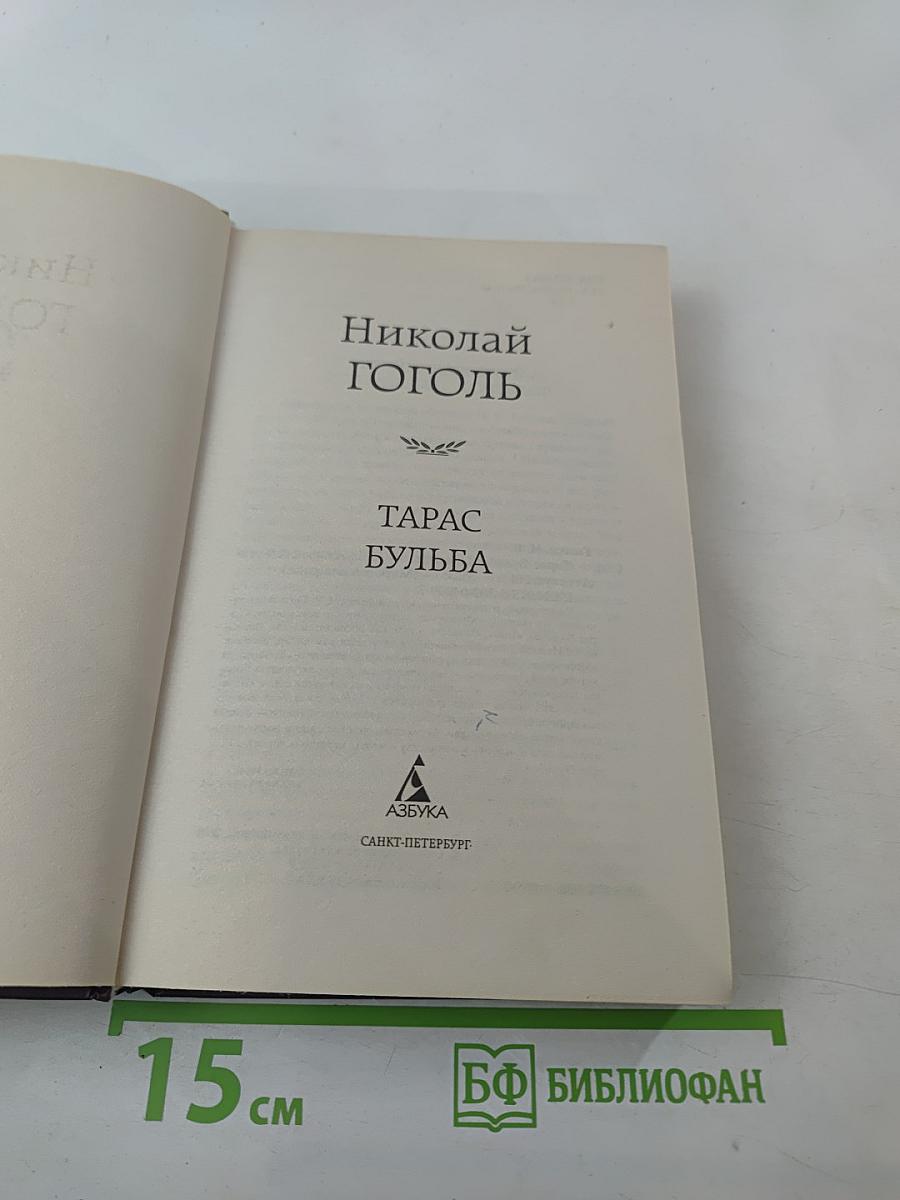 Николай
ГОГОЛЬ
ТАРАС
БУЛЬБА
АЗБУКА
САНКТ-ПЕТЕРБУРГ
15 см
БФ БИБЛИОФАН